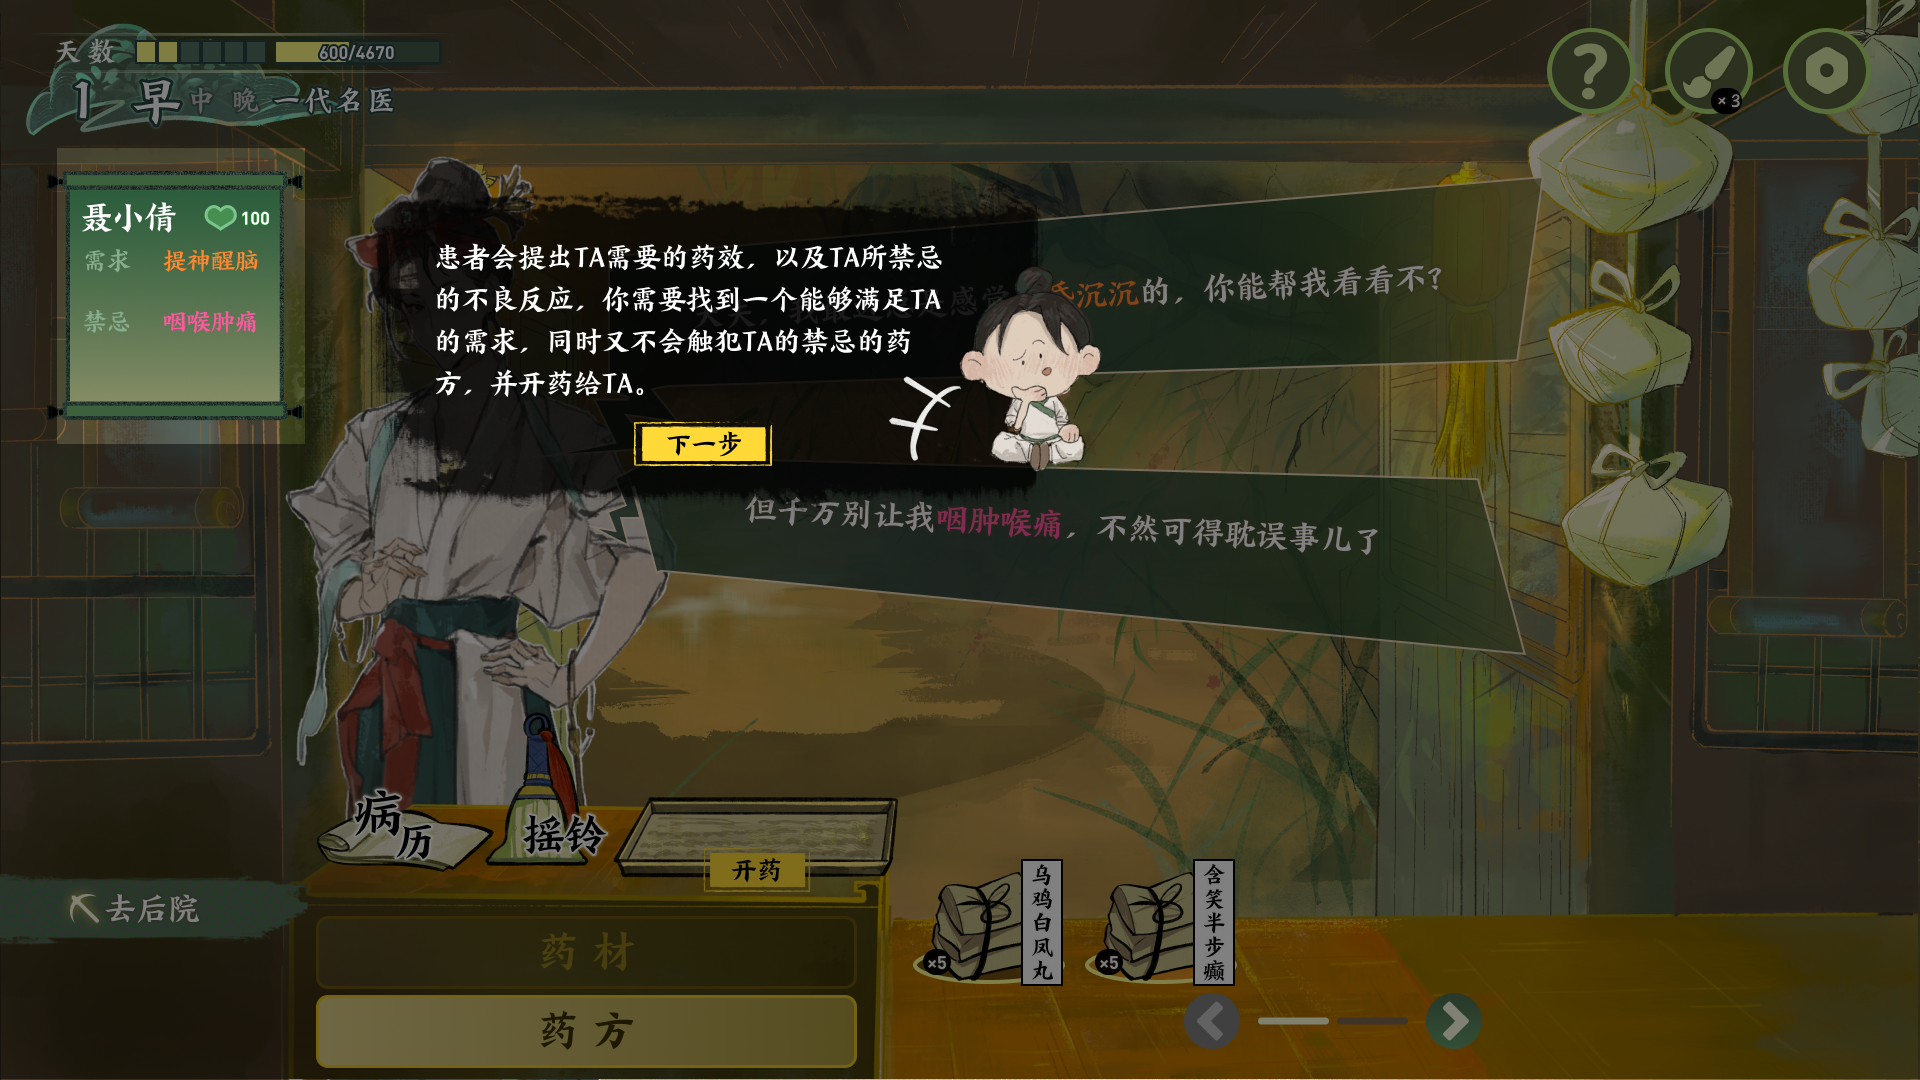 天数
600/4670
1 早 中 晚 一代名医
×3
聂小倩 100
需求 提神醒脑
禁忌 咽喉肿痛
患者会提出TA需要的药效，以及TA所禁忌
的不良反应，你需要找到一个能够满足TA
的需求，同时又不会触犯TA的禁忌的药
方，并开药给TA。
沉沉的，你能帮我看看不？
下一步
但千万别让我咽肿喉痛，不然可得耽误事儿了
病历
摇铃
开药
去后院
药材
药方
×5
乌鸡白凤丸
×5
含笑半步癫